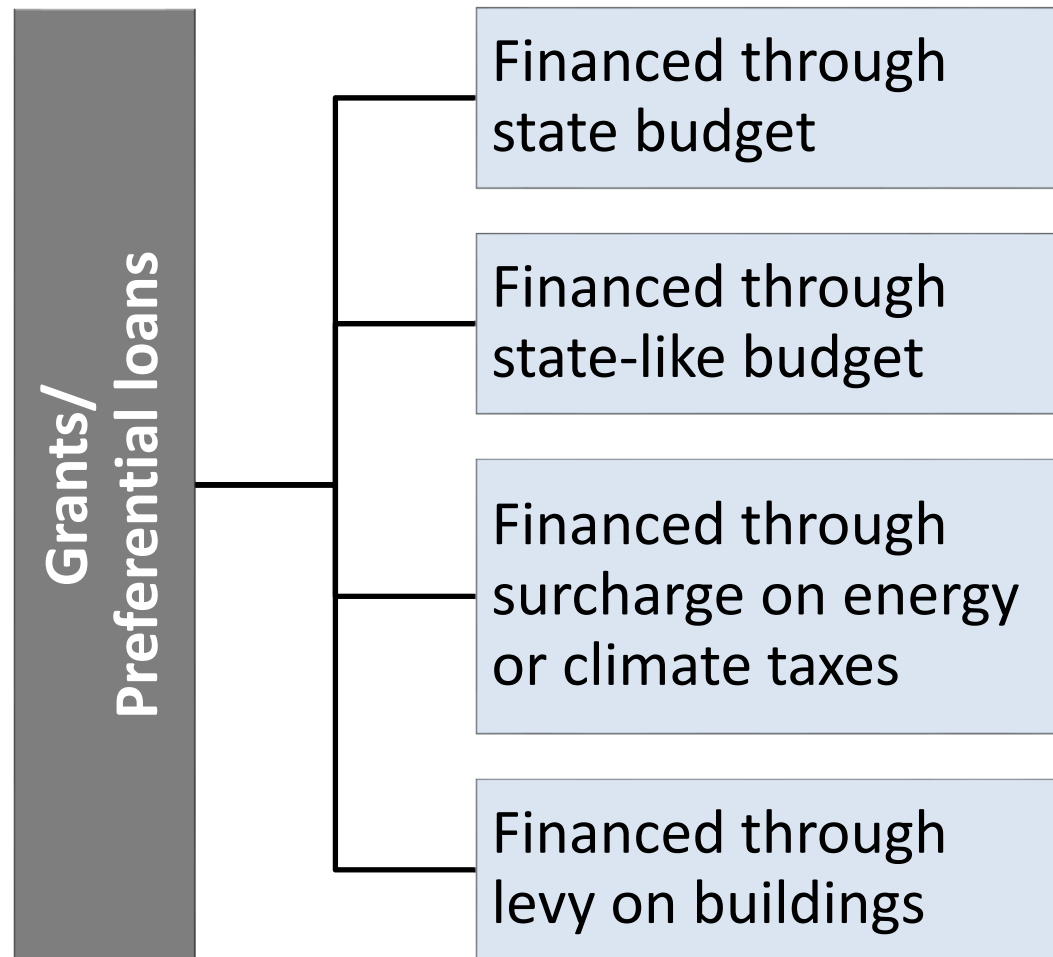 Grants/
Preferential loans
Financed through
state budget
Financed through
state-like budget
Financed through
surcharge on energy
or climate taxes
Financed through
levy on buildings